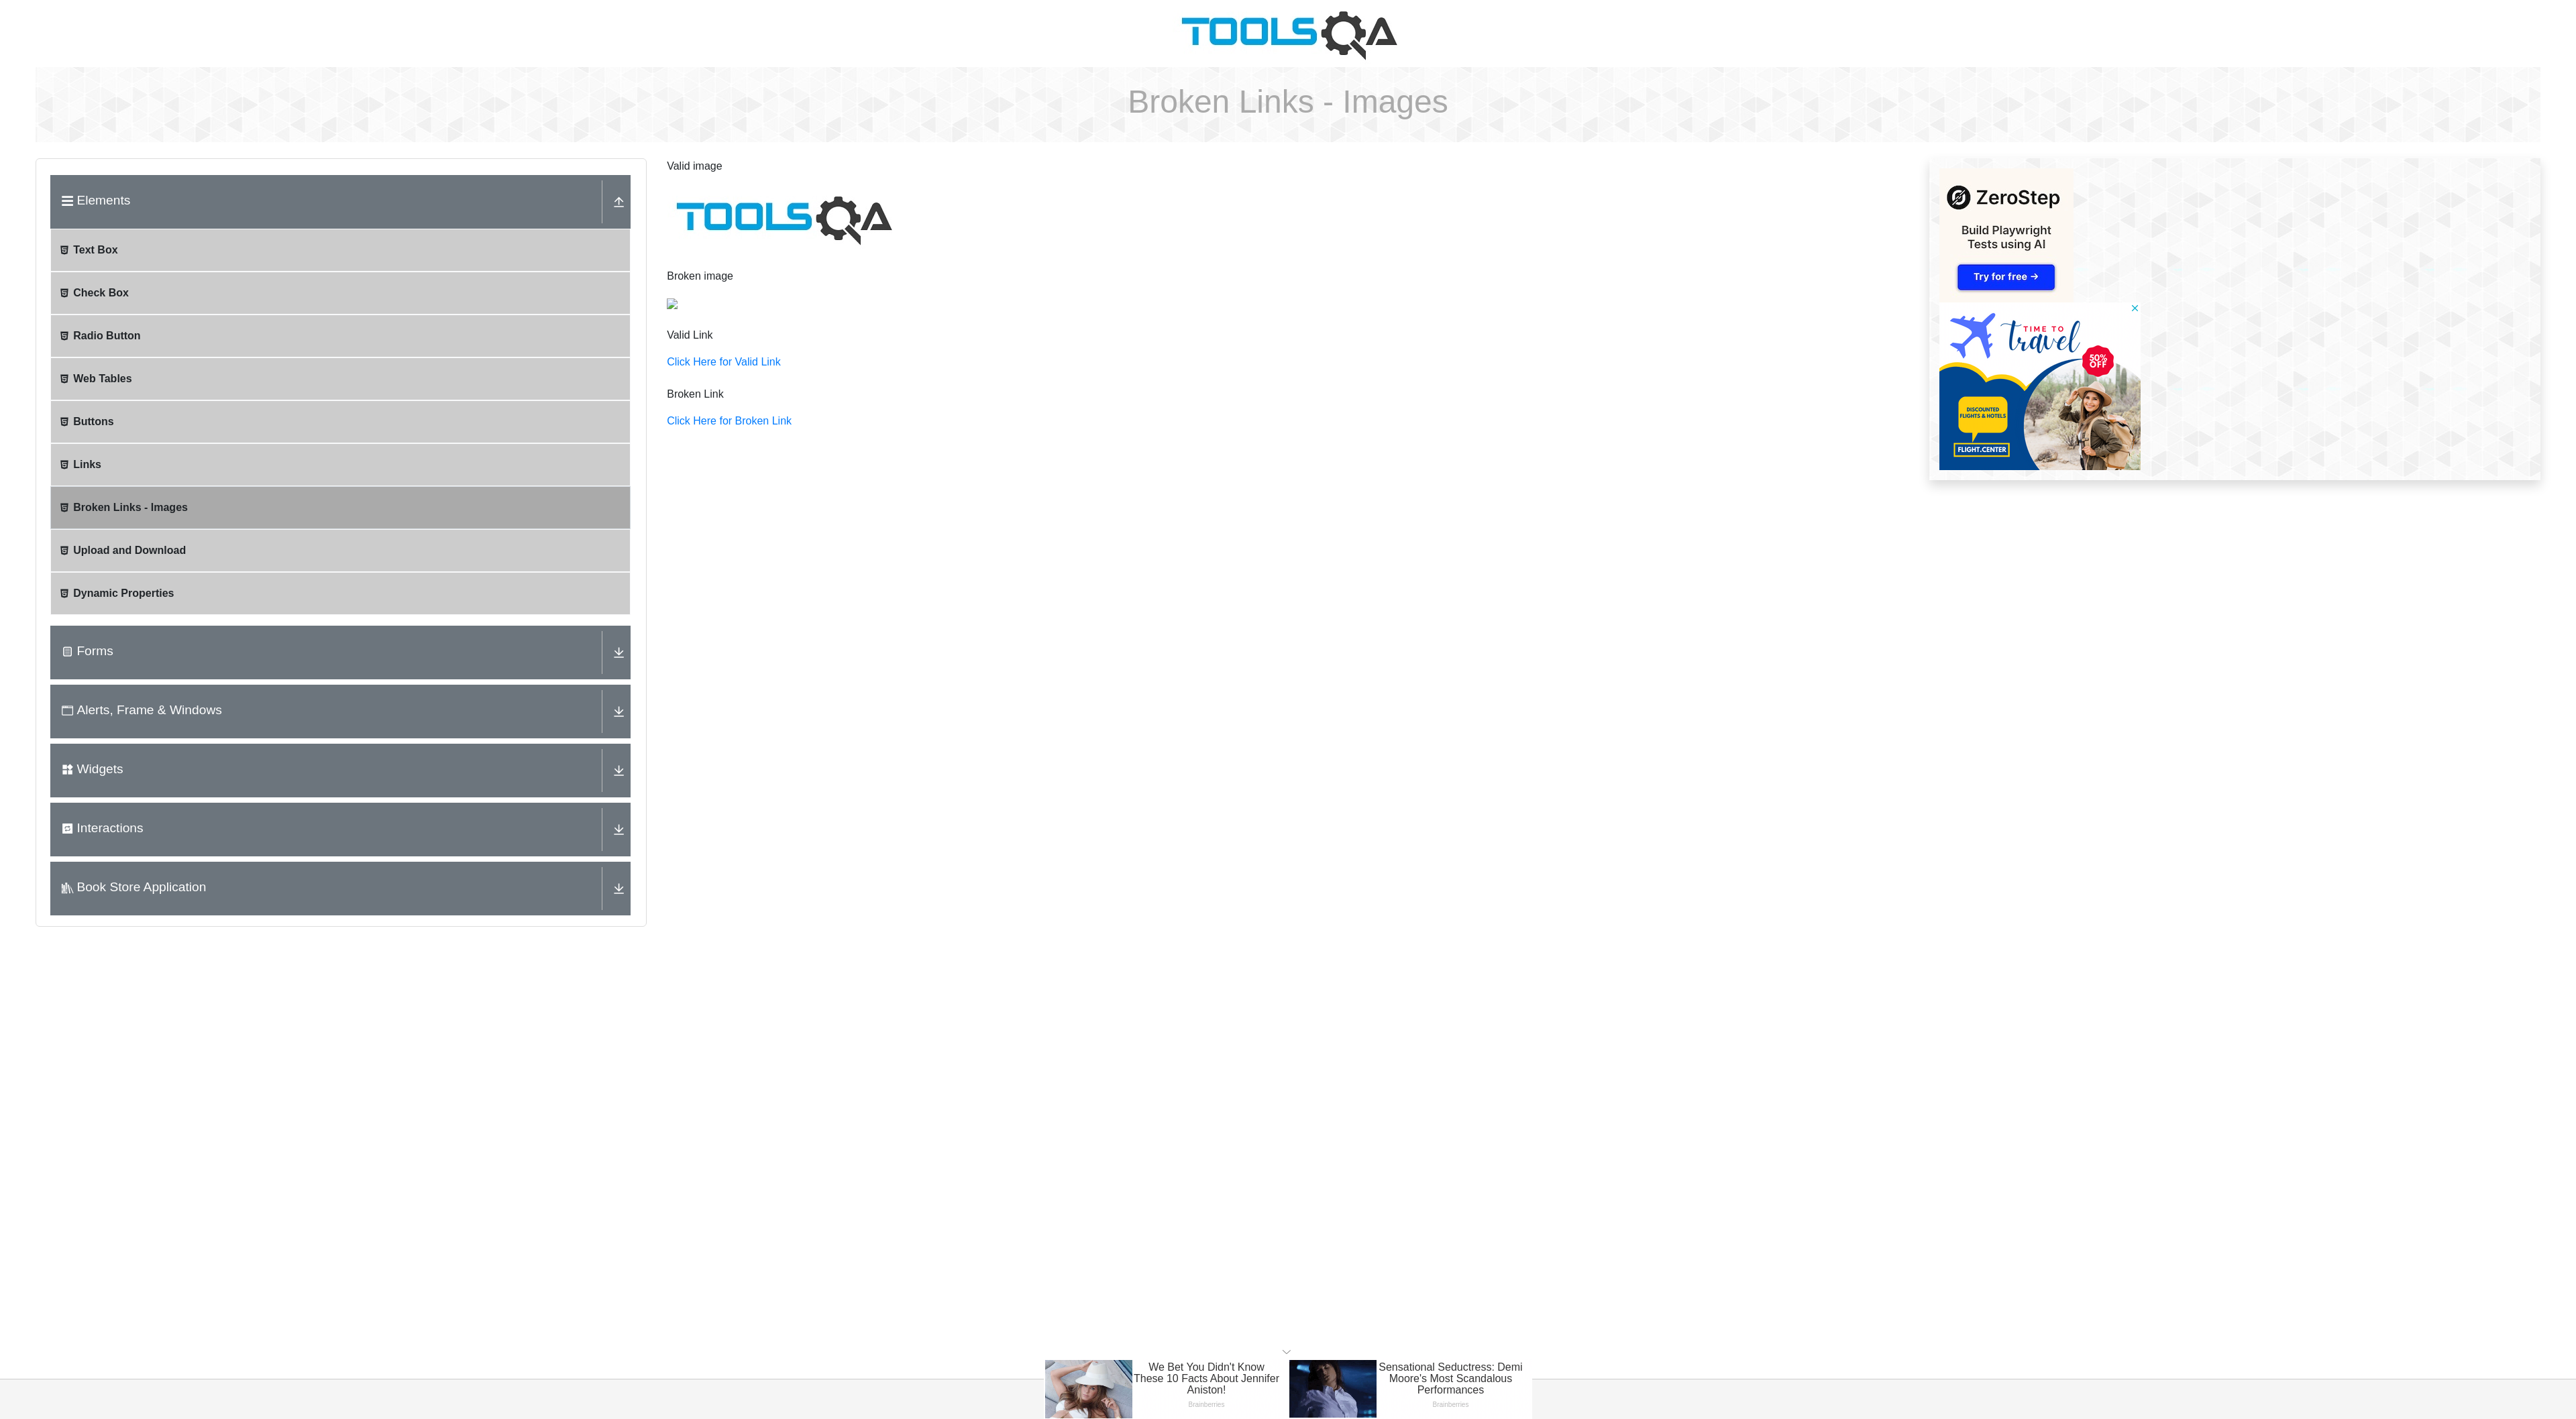 TOOLSQA
Broken Links - Images
Elements
Text Box
Check Box
Radio Button
Web Tables
Buttons
Links
Broken Links - Images
Upload and Download
Dynamic Properties
Forms
Alerts, Frame & Windows
Widgets
Interactions
Book Store Application
Valid image
TOOLSQA
Broken image
Valid Link
Click Here for Valid Link
Broken Link
Click Here for Broken Link
ZeroStep
Build Playwright
Tests using AI
Try for free →
TIME TO
travel
50%
OFF
DISCOUNTED
FLIGHTS & HOTELS
FLIGHT.CENTER
We Bet You Didn't Know
These 10 Facts About Jennifer
Aniston!
Brainberries
Sensational Seductress: Demi
Moore's Most Scandalous
Performances
Brainberries